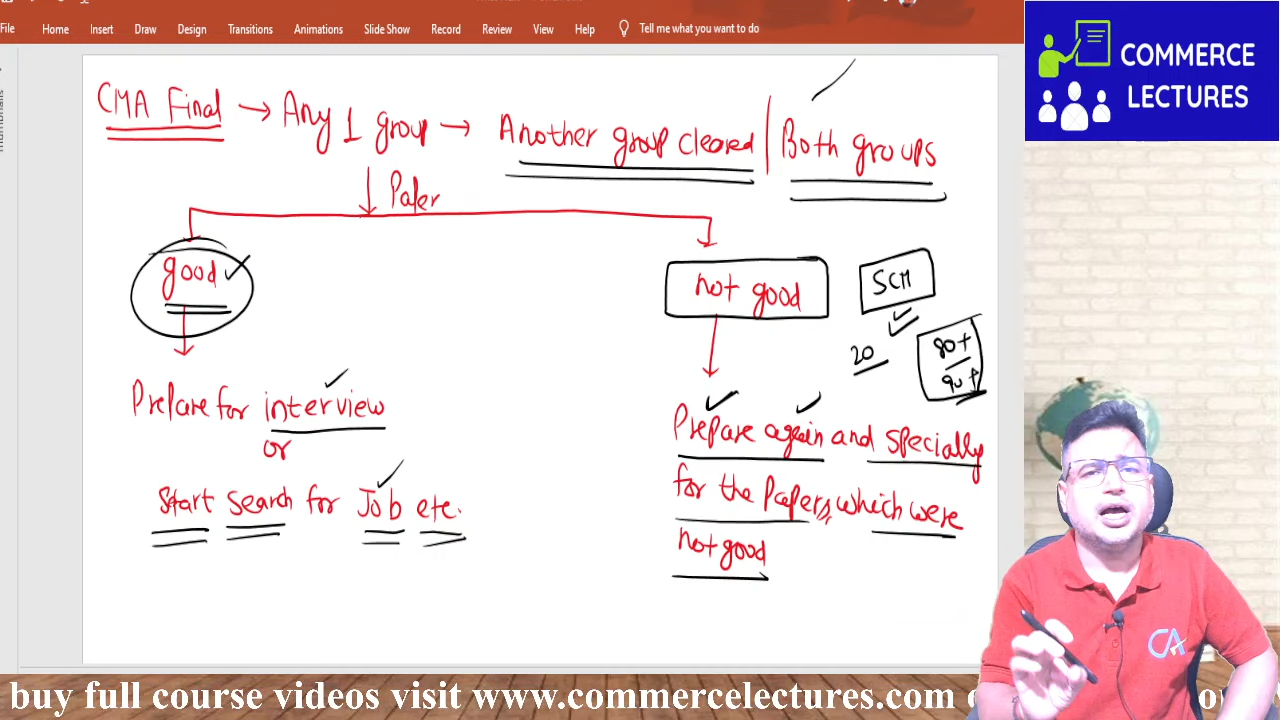 File Home Insert Draw Design Transitions Animations Slide Show Record Review View Help Tell me what you want to do
COMMERCE
LECTURES
CMA Final → Any 1 group → Another group cleared | Both groups
Paper
good ✓
not good
SCM
20
80+
90+
Prepare for interview
or
Start search for Job etc.
Prepare again and specially
for the Papers, which were
not good
CA
buy full course videos visit www.commercelectures.com